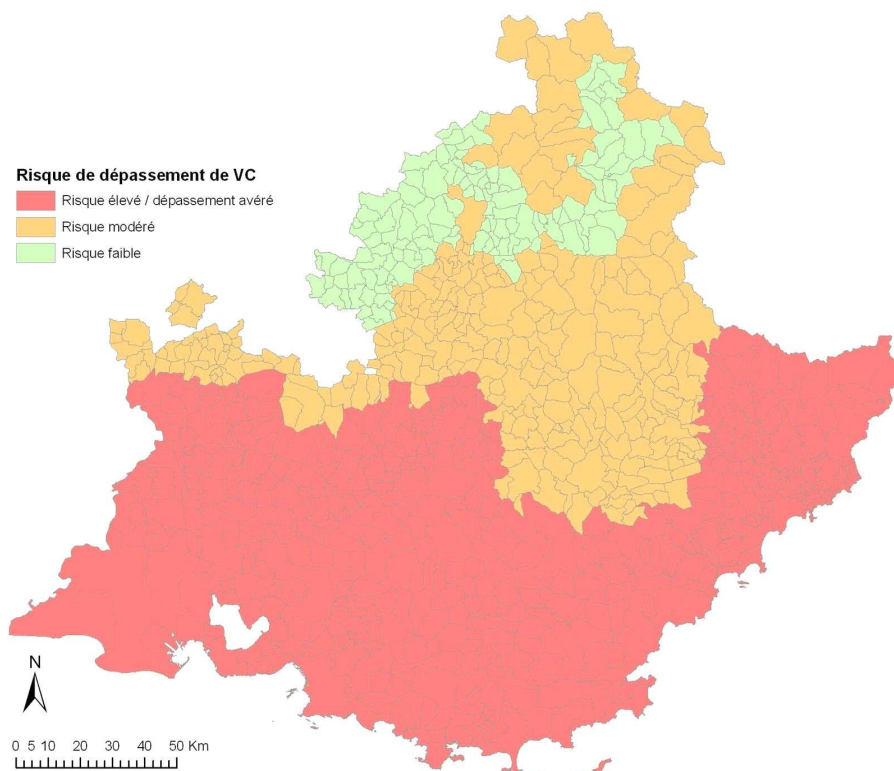 Risque de dépassement de VC
Risque élevé / dépassement avéré
Risque modéré
Risque faible
N
0 5 10 20 30 40 50 Km